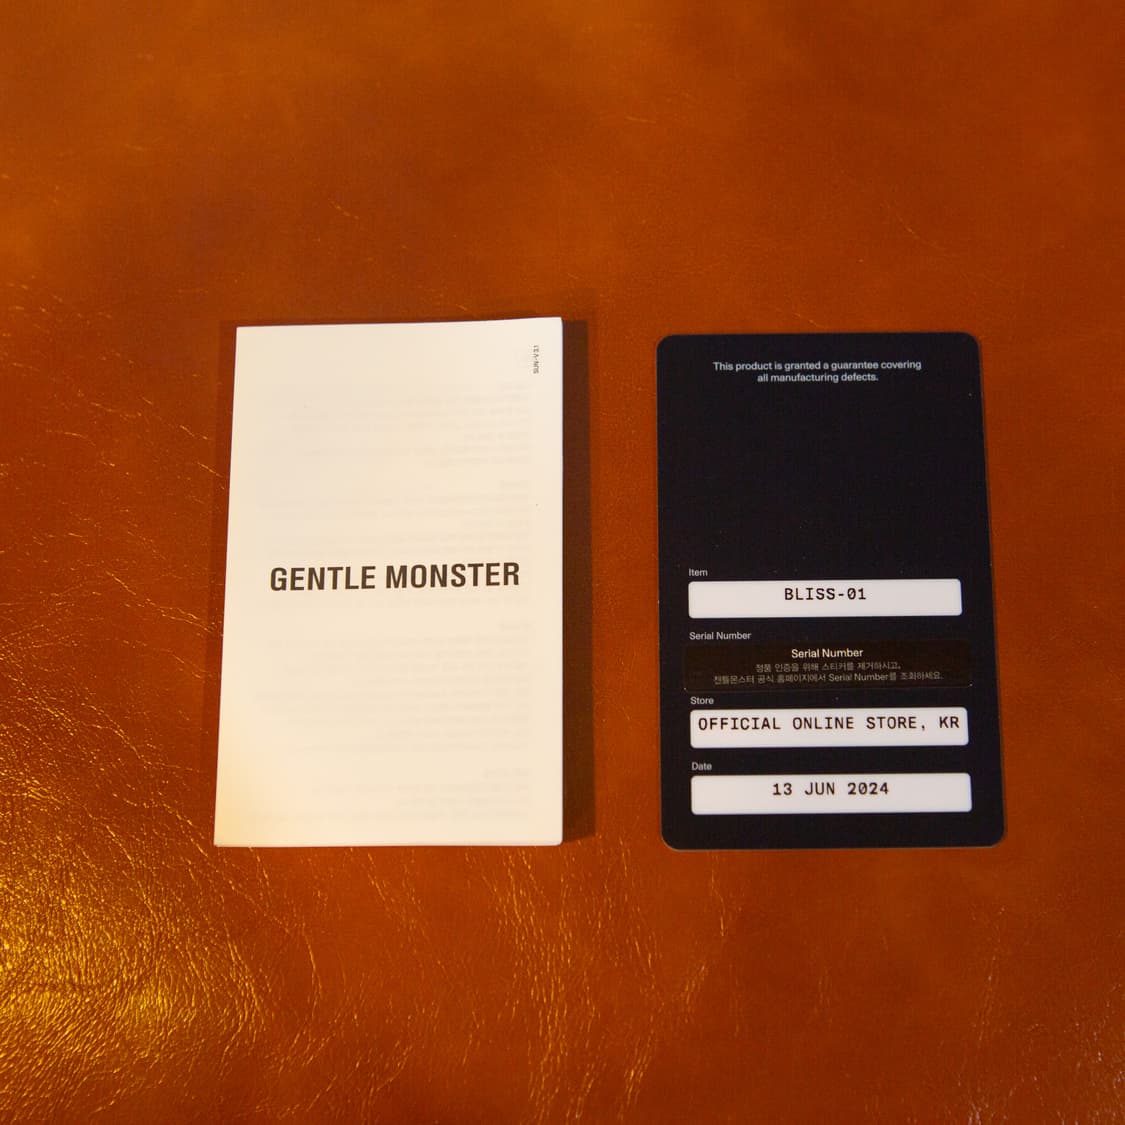 SUN-V 3.1
GENTLE MONSTER
This product is granted a guarantee covering
all manufacturing defects.
Item
BLISS-01
Serial Number
Serial Number
정품 인증을 위해 스티커를 제거하시고,
젠틀몬스터 공식 홈페이지에서 Serial Number를 조회하세요.
Store
OFFICIAL ONLINE STORE, KR
Date
13 JUN 2024